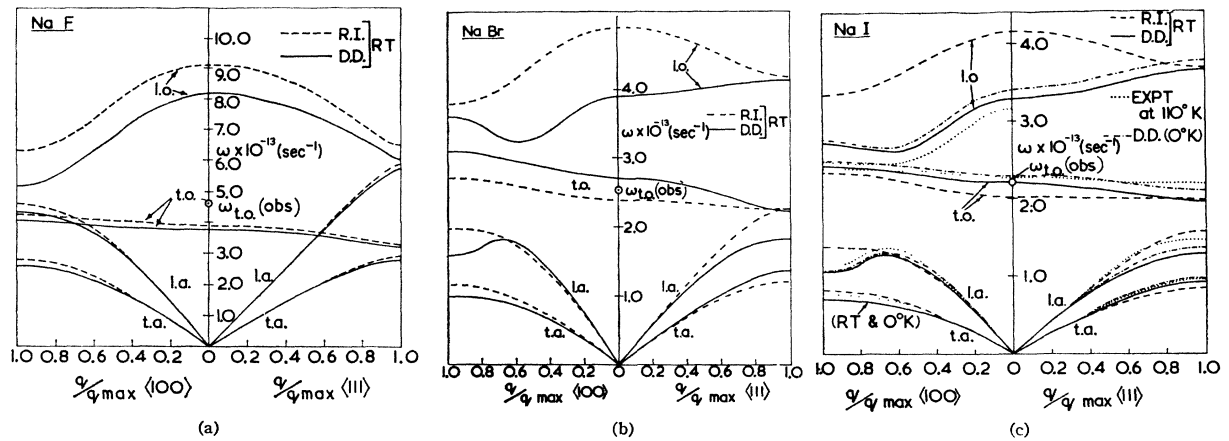 Na F
10.0
R.I.
D.D.
RT
9.0
l.o.
8.0
7.0
ω×10⁻¹³(sec⁻¹)
6.0
5.0
t.o.
ω t.o.(obs)
3.0
2.0
l.a.
1.0
t.a.
1.0 0.8 0.6 0.4 0.2 0 0.2 0.4 0.6 0.8 1.0
q/q max ⟨100⟩
q/q max ⟨111⟩
(a)
Na Br
l.o.
4.0
R.I.
D.D.
RT
ω×10⁻¹³(sec⁻¹)
3.0
t.o.
ω t.o.(obs)
2.0
l.a.
l.a.
1.0
t.a.
t.a.
1.0 0.8 0.6 0.4 0.2 0 0.2 0.4 0.6 0.8 1.0
q/q max ⟨100⟩
q/q max ⟨111⟩
(b)
Na I
R.I.
D.D.
RT
4.0
l.o
EXPT
at 110°K
3.0
D.D.(0°K)
ω×10⁻¹³(sec⁻¹)
ω t.o.(obs)
t.o.
2.0
1.0
l.a.
l.a.
t.a.
t.a.
(RT & 0°K)
1.0 0.8 0.6 0.4 0.2 0 0.2 0.4 0.6 0.8 1.0
q/q max ⟨100⟩
q/q max ⟨111⟩
(c)